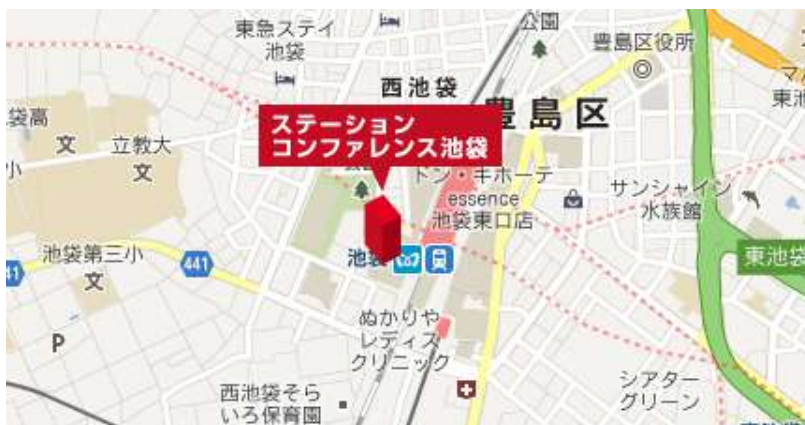 公園
東急ステイ
池袋
豊島区役所
西池袋
豊島区
ステーション
コンファレンス池袋
袋高
文
立教大
文
小
トン・キホーテ
essence
池袋東口店
サンシャイン
水族館
池袋第三小
文
441
41
池袋
東池袋
P
ぬかりや
レディス
クリニック
西池袋そら
いろ保育園
シアター
グリーン